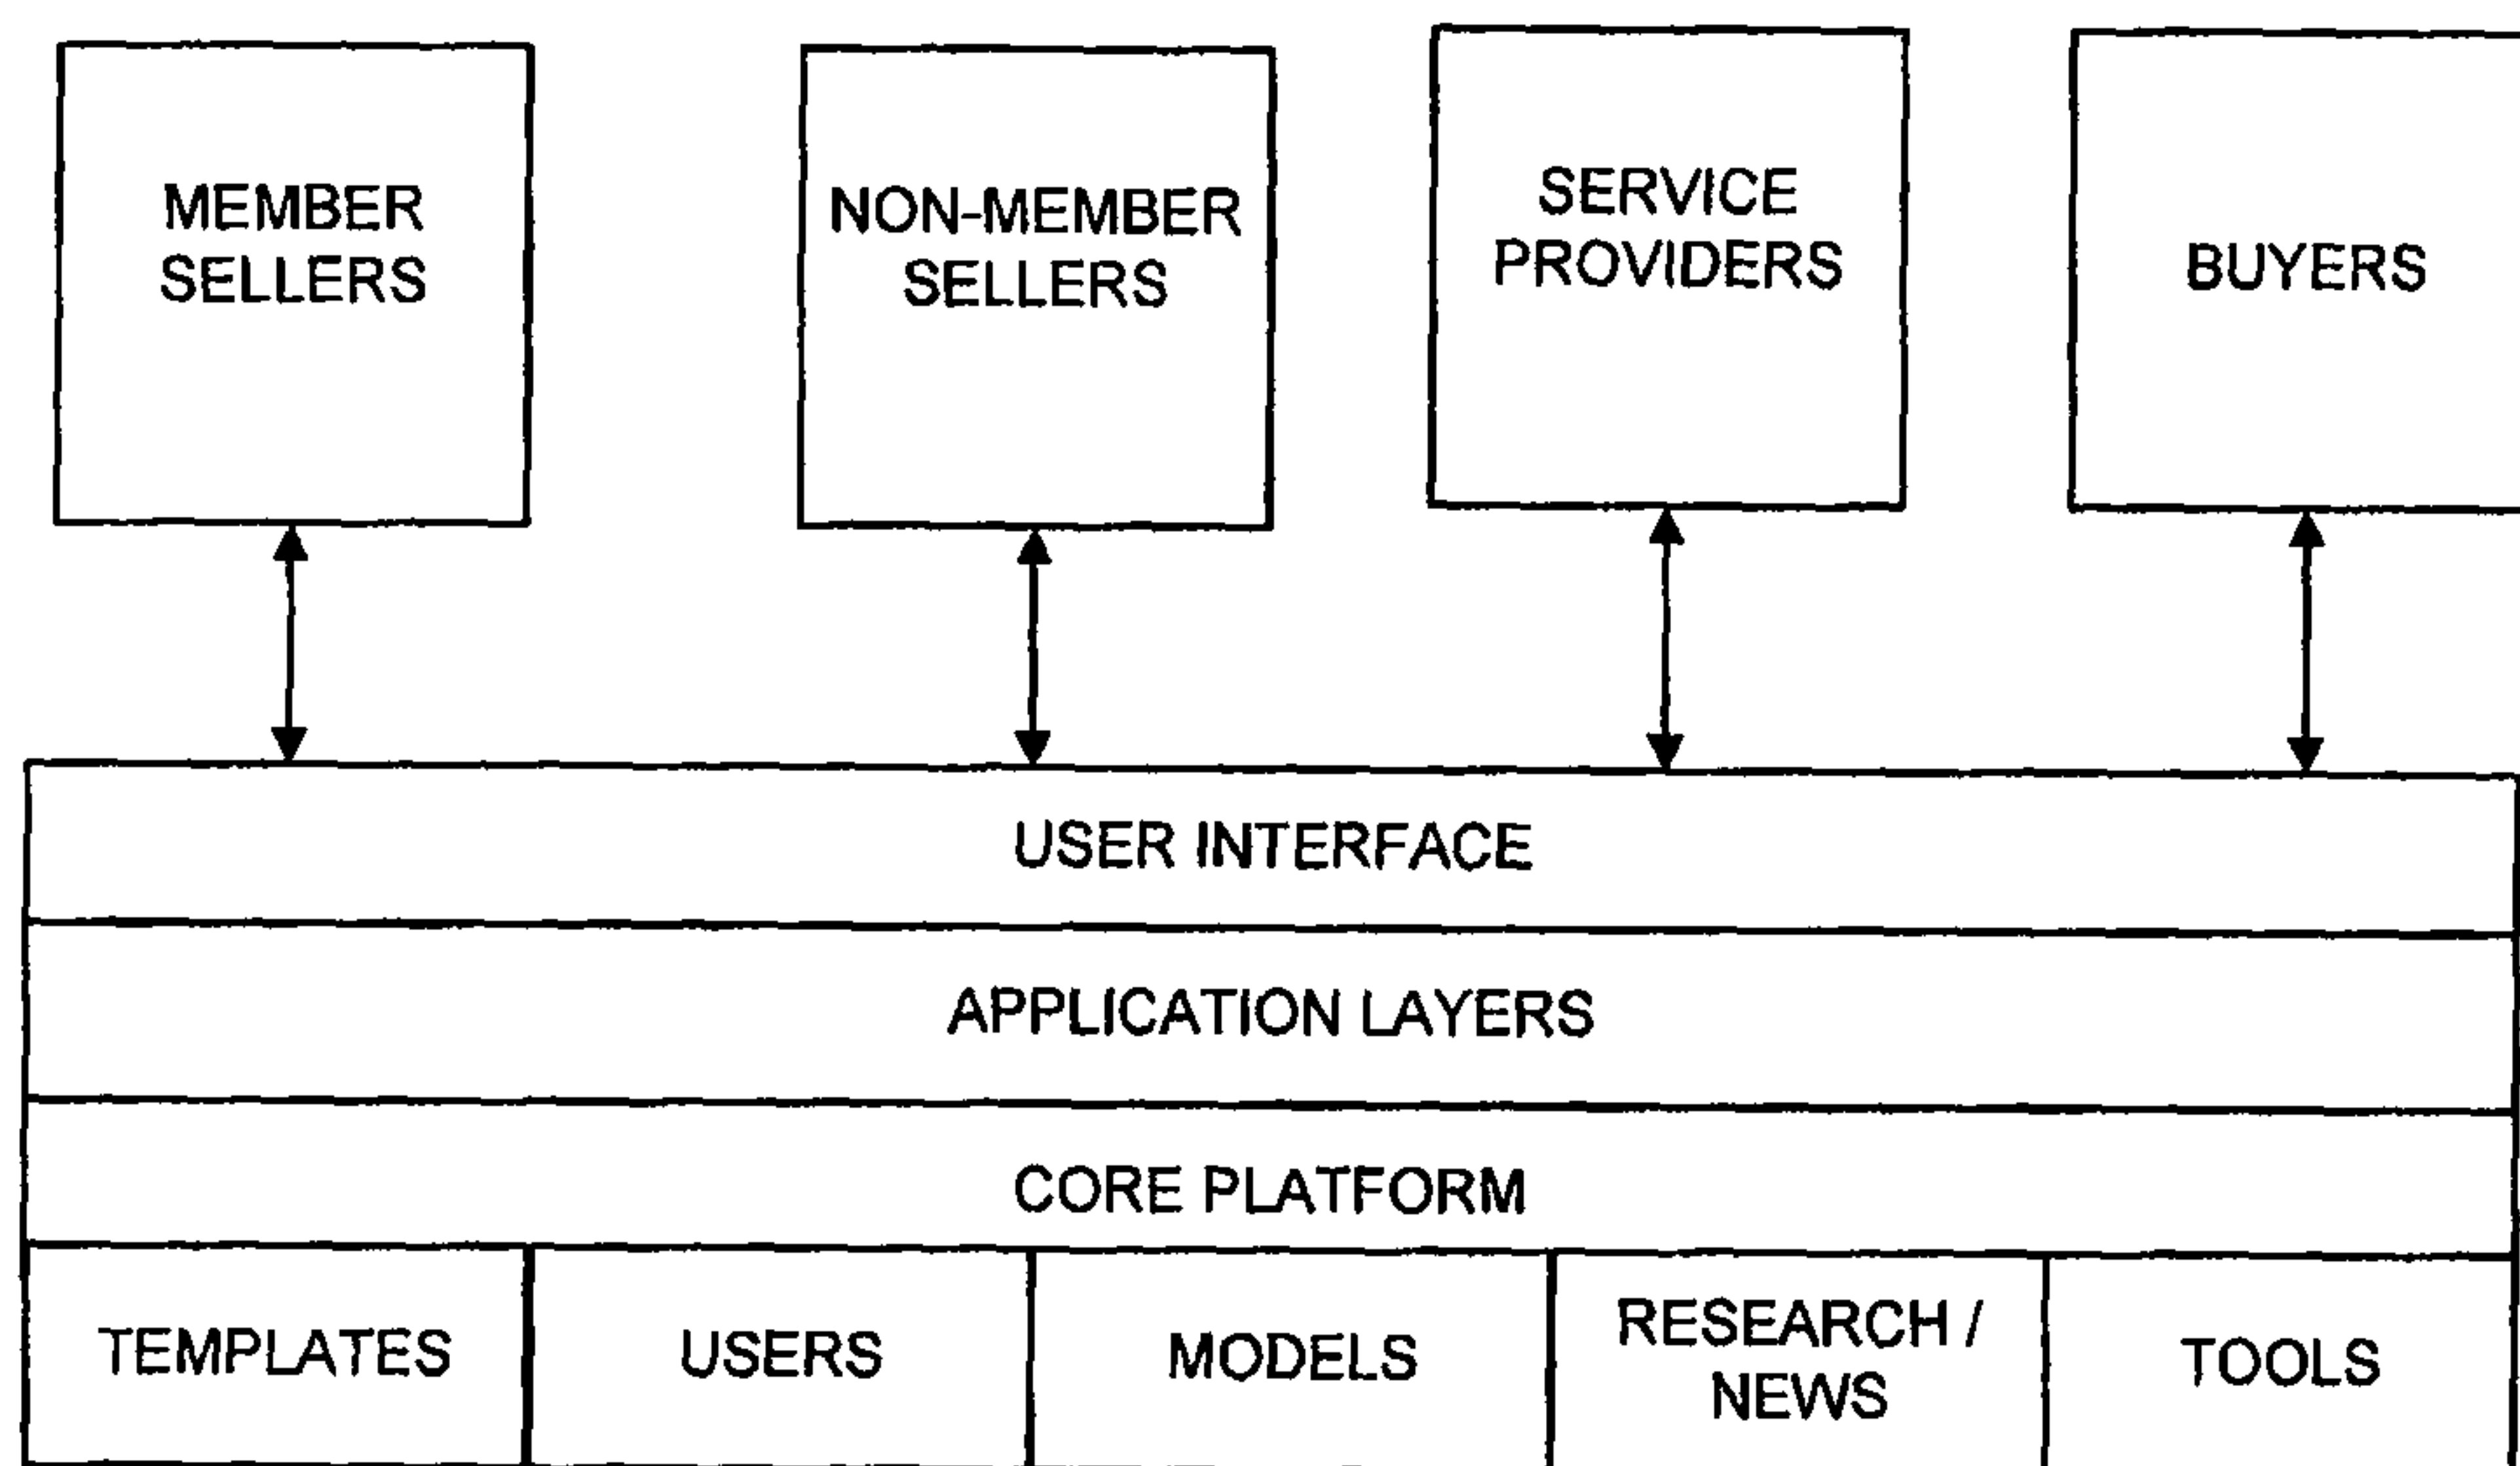 MEMBER
SELLERS
NON-MEMBER
SELLERS
SERVICE
PROVIDERS
BUYERS
USER INTERFACE
APPLICATION LAYERS
CORE PLATFORM
TEMPLATES
USERS
MODELS
RESEARCH /
NEWS
TOOLS